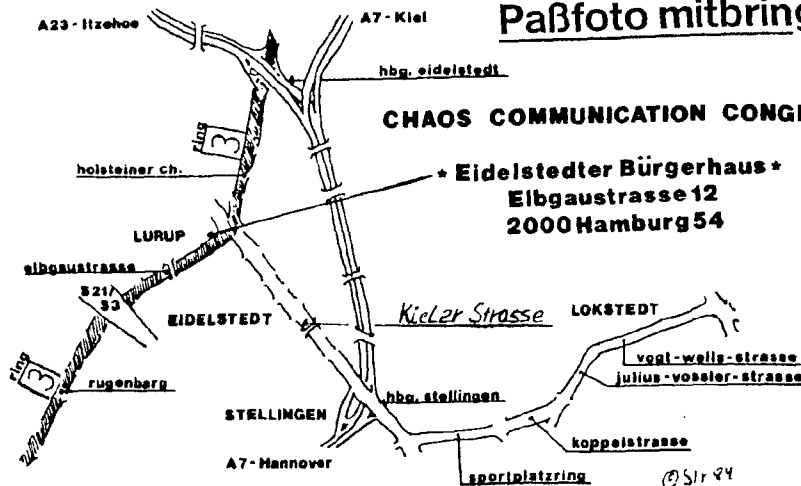 Paßfoto mitbring
A23-Itzehoe
A7-Kiel
hbg. eidelstedt
CHAOS COMMUNICATION CONG
ring 3
holsteiner ch.
* Eidelstedter Bürgerhaus *
Elbgaustrasse 12
2000 Hamburg 54
LURUP
elbgaustrasse
S21/
S3
EIDELSTEDT
Kieler Strasse
LOKSTEDT
vogt-wells-strasse
julius-vossler-strasse
ring 3
rugenbarg
hbg. stellingen
STELLINGEN
koppelstrasse
A7-Hannover
sportplatzring